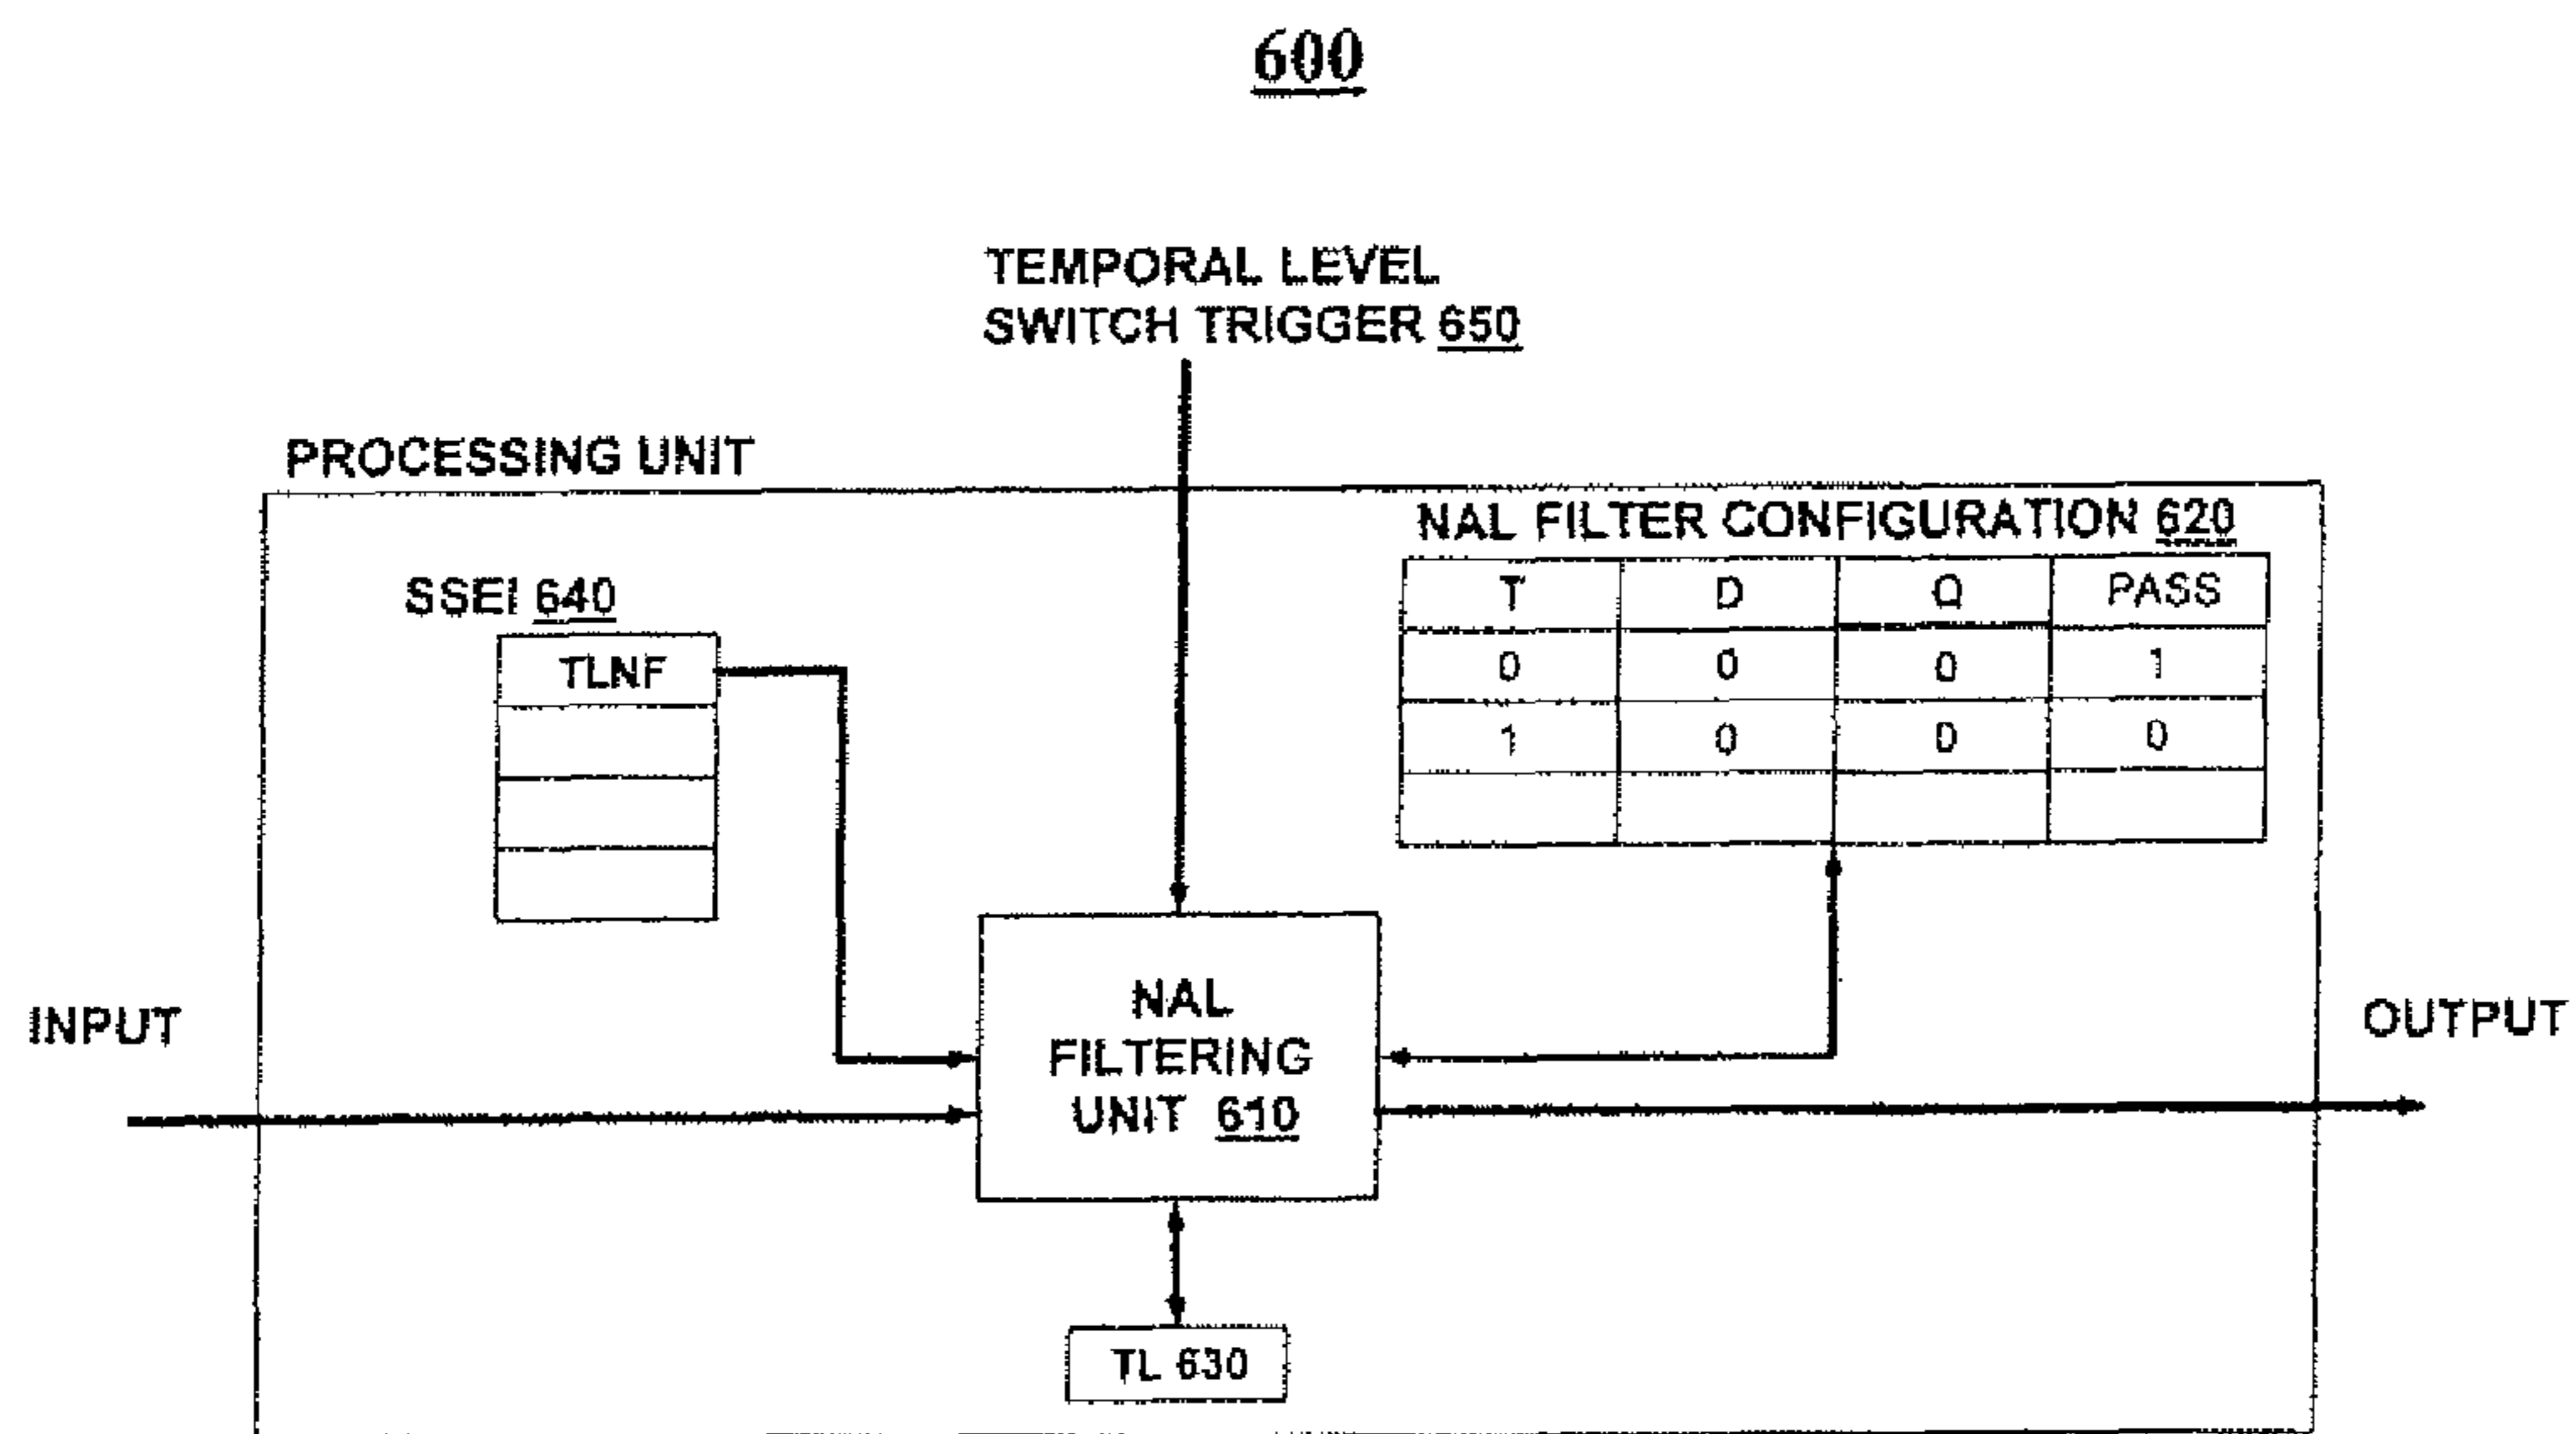 600
TEMPORAL LEVEL
SWITCH TRIGGER 650
PROCESSING UNIT
NAL FILTER CONFIGURATION 620
T D Q PASS
0 0 0 1
1 0 0 0
SSEI 640
TLNF
INPUT
NAL
FILTERING
UNIT 610
OUTPUT
TL 630